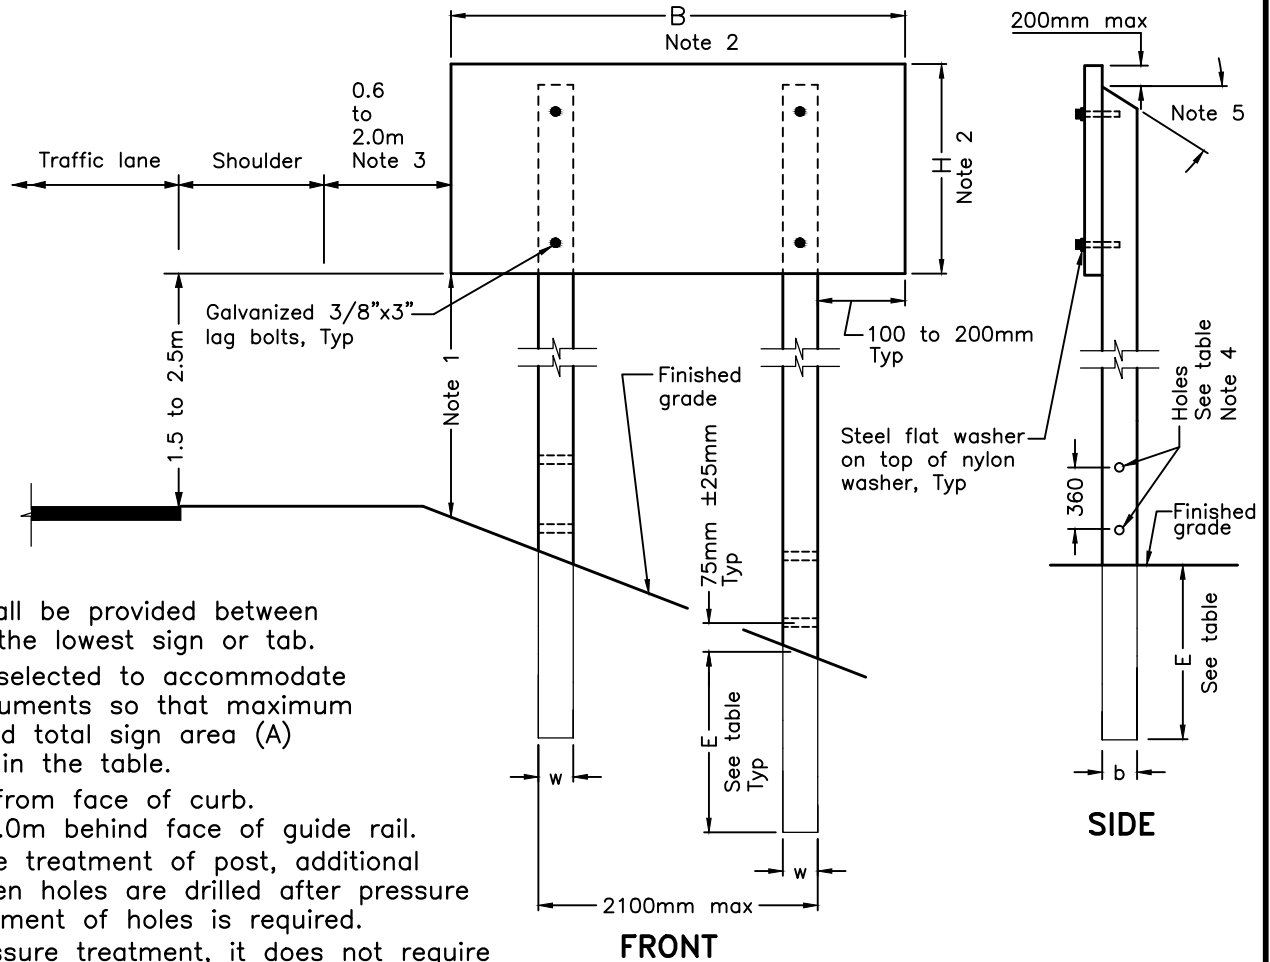 B
Note 2
200mm max
0.6
to
2.0m
Note 3
Traffic lane
Shoulder
H
Note 2
Note 5
Galvanized 3/8"x3"
lag bolts, Typ
1.5 to 2.5m
Note 1
100 to 200mm
Typ
Finished
grade
Holes
See table
Note 4
Steel flat washer
on top of nylon
washer, Typ
75mm ±25mm
Typ
360
Finished
grade
E
See table
Typ
E
See table
w
w
b
2100mm max
FRONT
SIDE
all be provided between
the lowest sign or tab.
selected to accommodate
uments so that maximum
d total sign area (A)
in the table.
from face of curb.
.0m behind face of guide rail.
e treatment of post, additional
en holes are drilled after pressure
ment of holes is required.
ssure treatment, it does not require